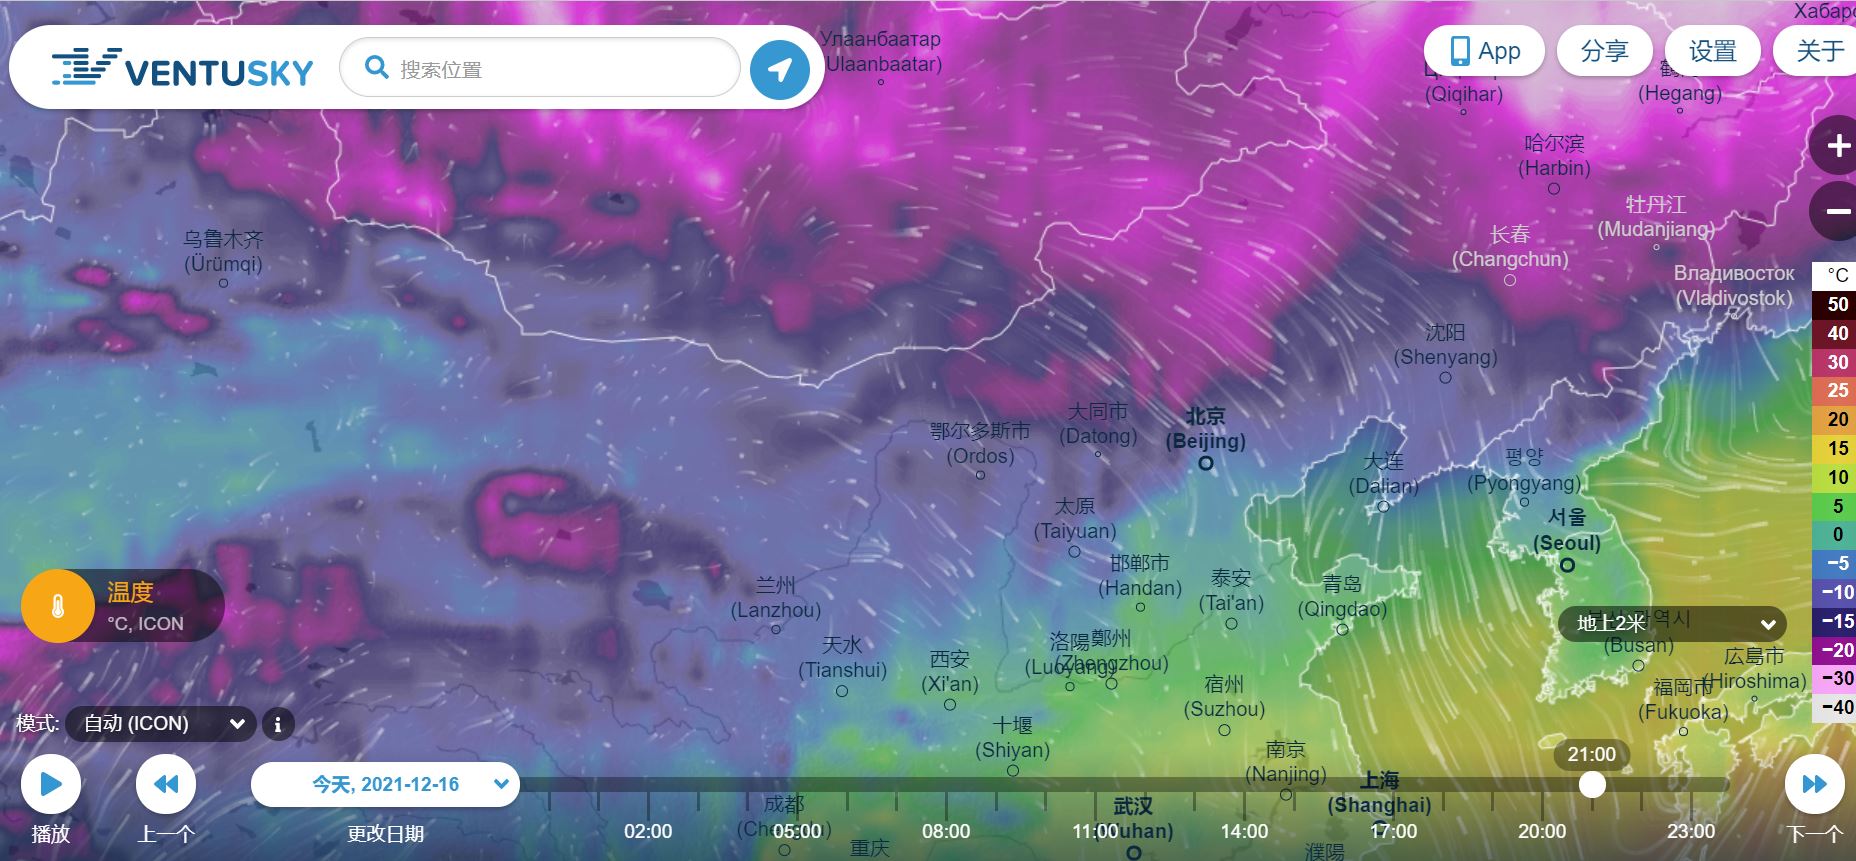 Хабаро
VENTUSKY
搜索位置
Улаанбаатар
(Ulaanbaatar)
App
分享
设置
关于
(Qiqihar)
(Hegang)
哈尔滨
(Harbin)
牡丹江
(Mudanjiang)
长春
(Changchun)
Владивосток
(Vladivostok)
乌鲁木齐
(Ürümqi)
沈阳
(Shenyang)
°C
50
40
30
25
20
15
10
5
0
−5
−10
−15
−20
−30
−40
大同市
(Datong)
北京
(Beijing)
鄂尔多斯市
(Ordos)
大连
(Dalian)
평양
(Pyongyang)
太原
(Taiyuan)
서울
(Seoul)
邯郸市
(Handan)
泰安
(Tai'an)
青岛
(Qingdao)
兰州
(Lanzhou)
温度
°C, ICON
地上2米
(Busan)
天水
(Tianshui)
西安
(Xi'an)
洛陽
(Luoyang)
鄭州
(Zhengzhou)
広島市
(Hiroshima)
福岡市
(Fukuoka)
宿州
(Suzhou)
十堰
(Shiyan)
南京
(Nanjing)
上海
(Shanghai)
模式:
自动 (ICON)
i
21:00
今天, 2021-12-16
成都
武汉
(Wuhan)
重庆
濮陽
播放
上一个
更改日期
02:00
05:00
08:00
11:00
14:00
17:00
20:00
23:00
下一个